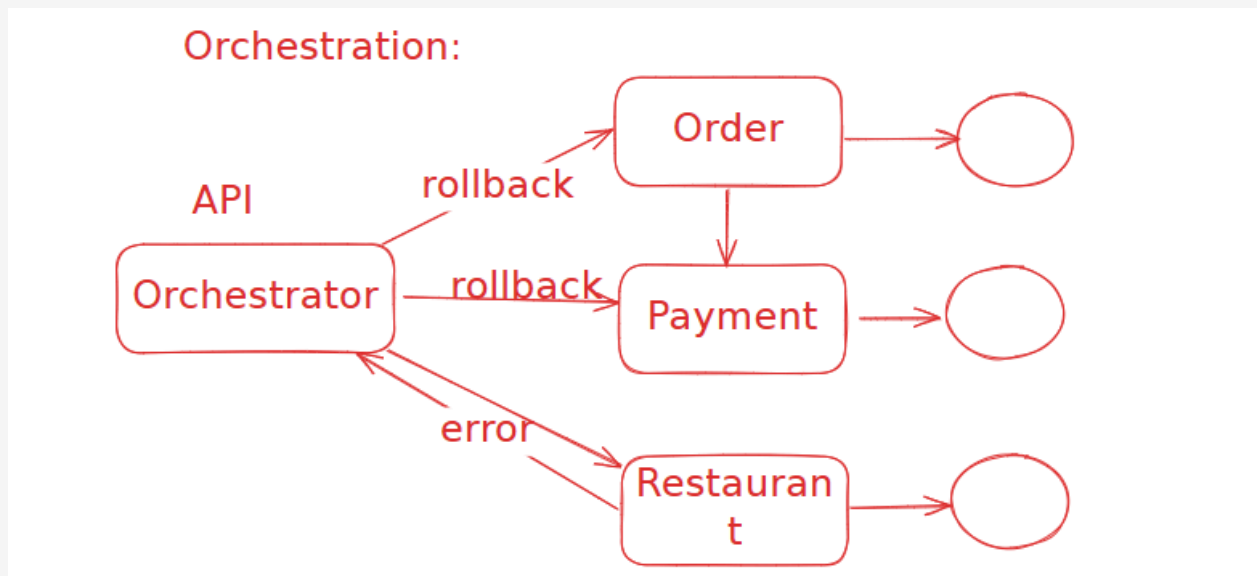 Orchestration:
Order
rollback
API
Orchestrator
rollback
Payment
error
Restauran
t